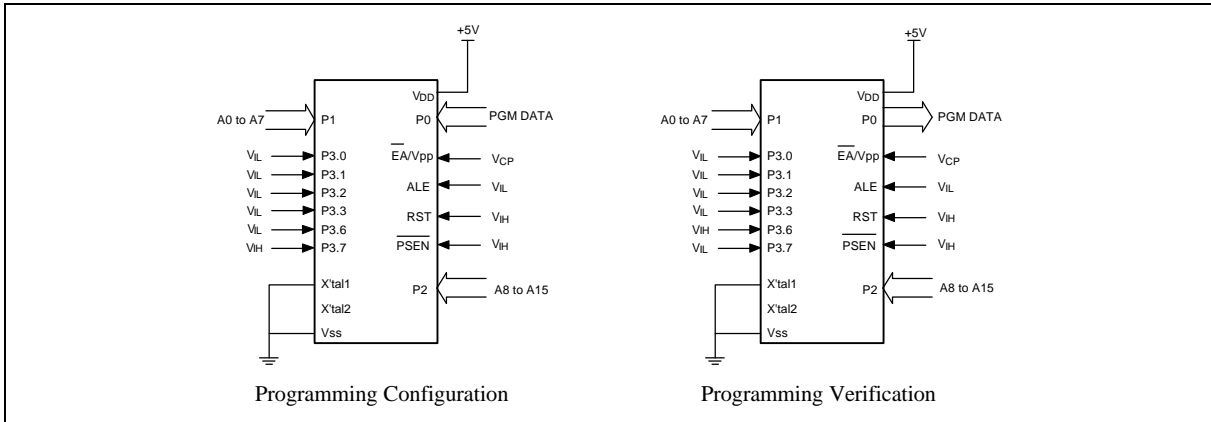 +5V
VDD
A0 to A7
P1
P0
PGM DATA
VIL
P3.0
EA/Vpp
VCP
VIL
P3.1
VIL
P3.2
ALE
VIL
VIL
P3.3
RST
VIH
VIL
P3.6
VIH
P3.7
PSEN
VIH
X'tal1
P2
A8 to A15
X'tal2
Vss
Programming Configuration
+5V
VDD
A0 to A7
P1
P0
PGM DATA
VIL
P3.0
EA/Vpp
VCP
VIL
P3.1
VIL
P3.2
ALE
VIL
VIL
P3.3
RST
VIH
VIH
P3.6
VIL
P3.7
PSEN
VIH
X'tal1
P2
A8 to A15
X'tal2
Vss
Programming Verification